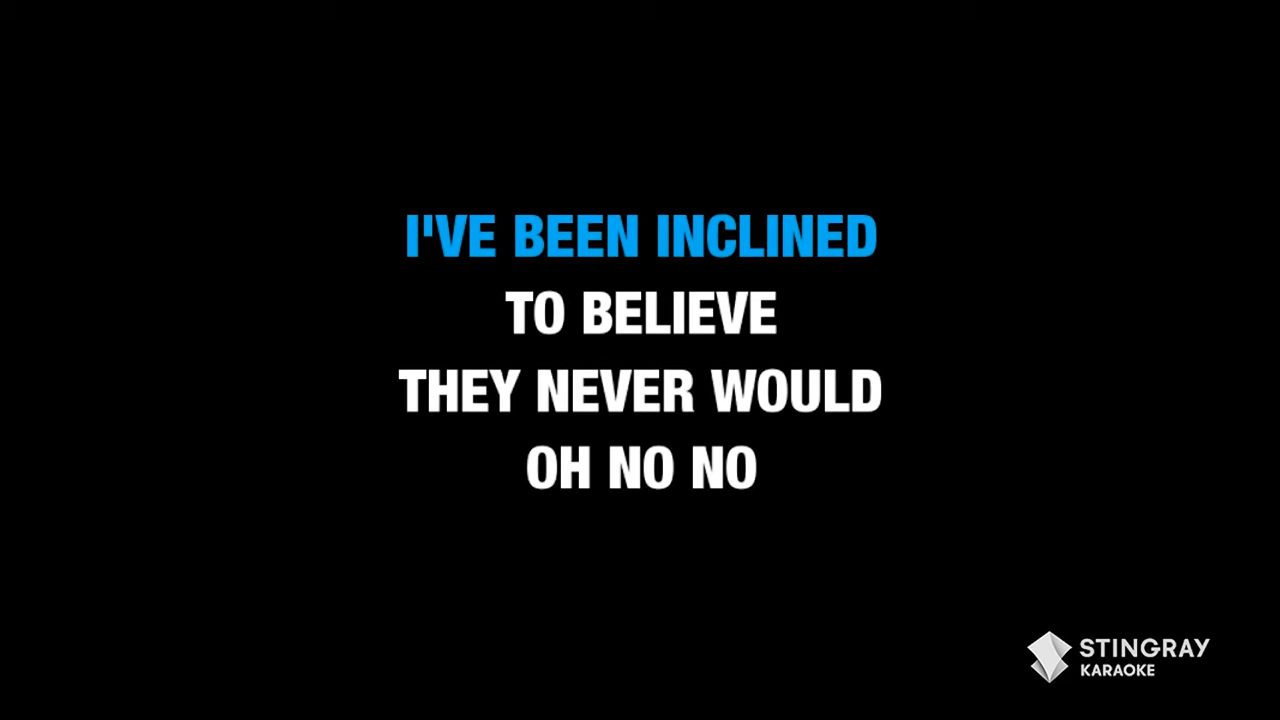 I'VE BEEN INCLINED
TO BELIEVE
THEY NEVER WOULD
OH NO NO
STINGRAY
KARAOKE